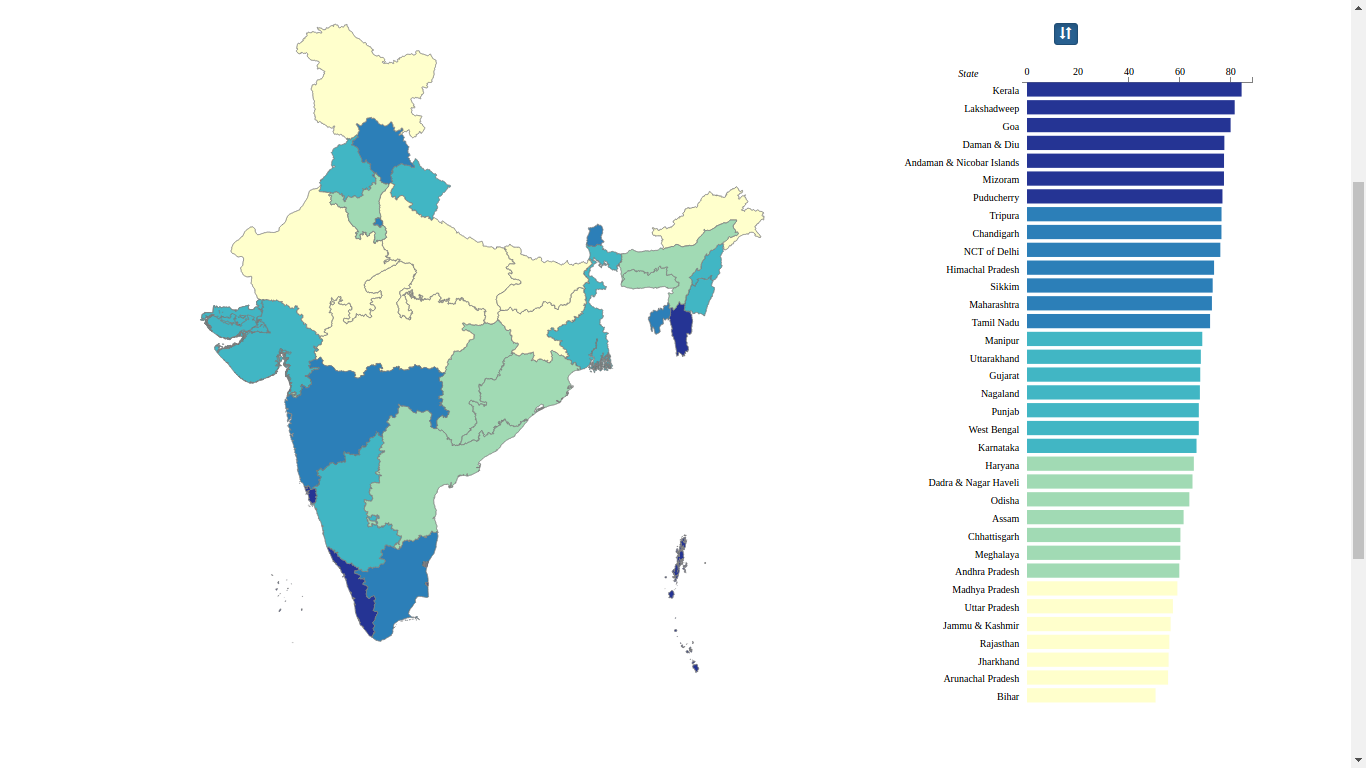 State
0 20 40 60 80
Kerala
Lakshadweep
Goa
Daman & Diu
Andaman & Nicobar Islands
Mizoram
Puducherry
Tripura
Chandigarh
NCT of Delhi
Himachal Pradesh
Sikkim
Maharashtra
Tamil Nadu
Manipur
Uttarakhand
Gujarat
Nagaland
Punjab
West Bengal
Karnataka
Haryana
Dadra & Nagar Haveli
Odisha
Assam
Chhattisgarh
Meghalaya
Andhra Pradesh
Madhya Pradesh
Uttar Pradesh
Jammu & Kashmir
Rajasthan
Jharkhand
Arunachal Pradesh
Bihar